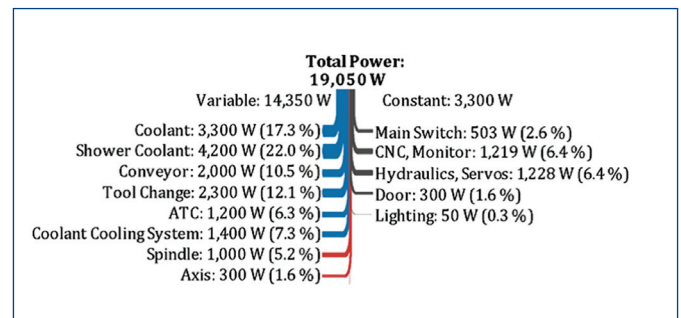 Total Power:
19,050 W
Variable: 14,350 W
Constant: 3,300 W
Coolant: 3,300 W (17.3 %)
Shower Coolant: 4,200 W (22.0 %)
Conveyor: 2,000 W (10.5 %)
Tool Change: 2,300 W (12.1 %)
ATC: 1,200 W (6.3 %)
Coolant Cooling System: 1,400 W (7.3 %)
Spindle: 1,000 W (5.2 %)
Axis: 300 W (1.6 %)
Main Switch: 503 W (2.6 %)
CNC, Monitor: 1,219 W (6.4 %)
Hydraulics, Servos: 1,228 W (6.4 %)
Door: 300 W (1.6 %)
Lighting: 50 W (0.3 %)